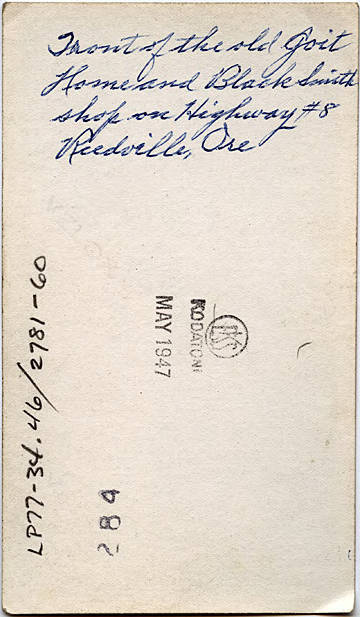 Front of the old Goit
Home and Black Smith
shop on Highway #8
Reedville, Ore
KODATONE
MAY 1947
LP77-34.46/2781-60
289